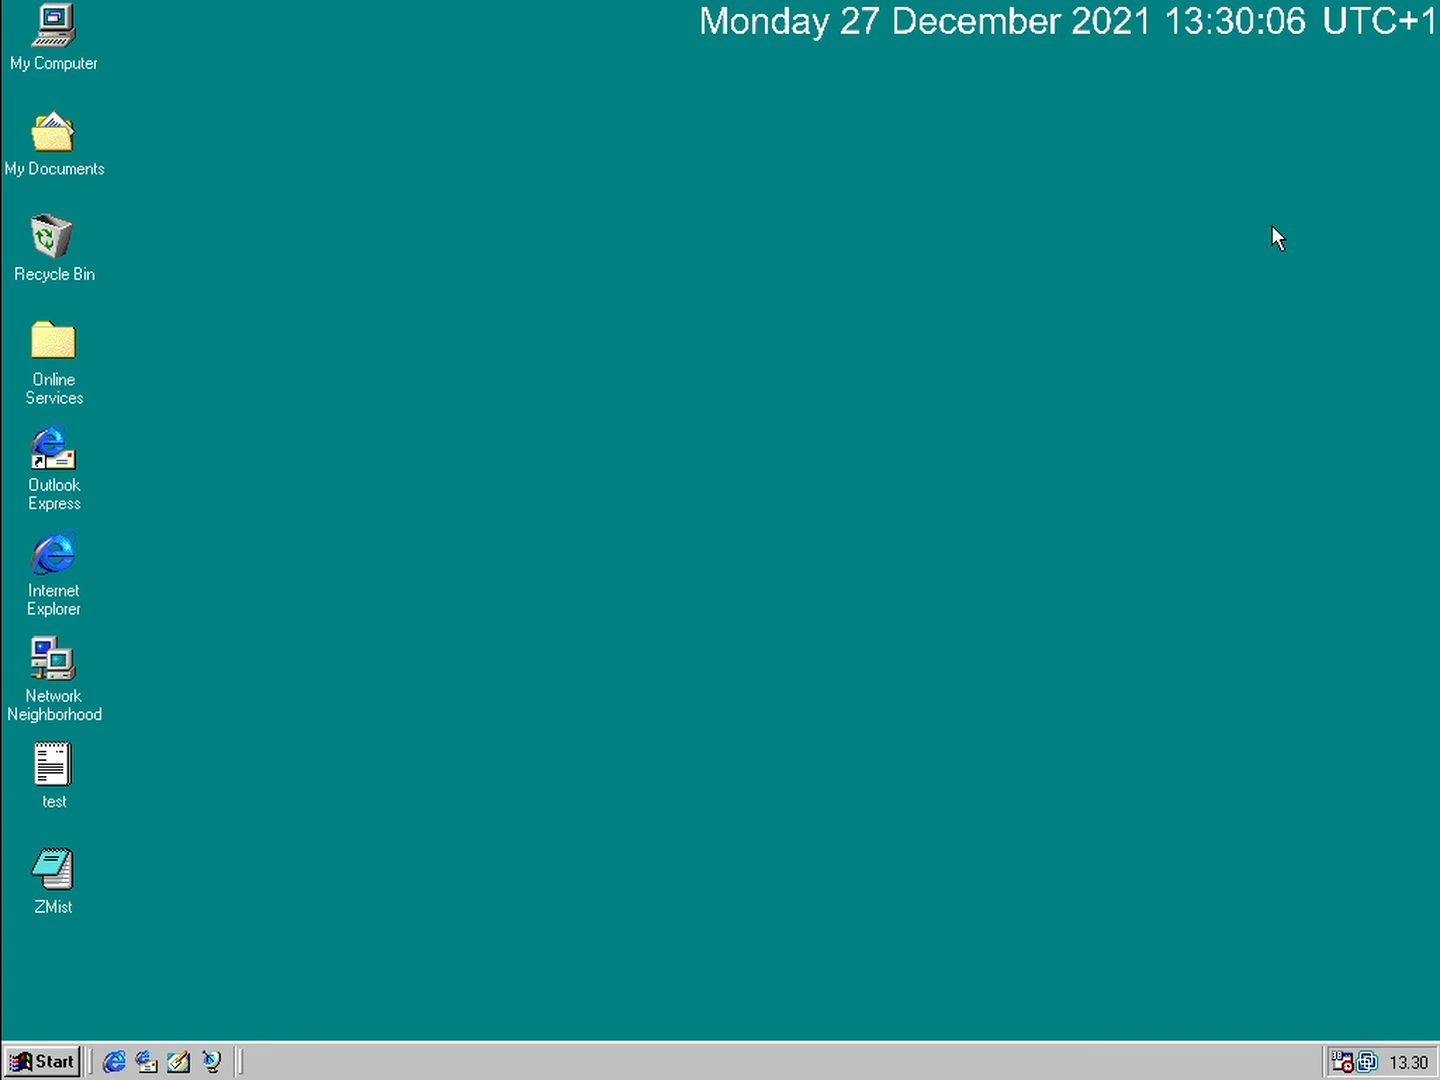 Monday 27 December 2021 13:30:06 UTC+1
My Computer
My Documents
Recycle Bin
Online
Services
Outlook
Express
Internet
Explorer
Network
Neighborhood
test
ZMist
Start
13.30